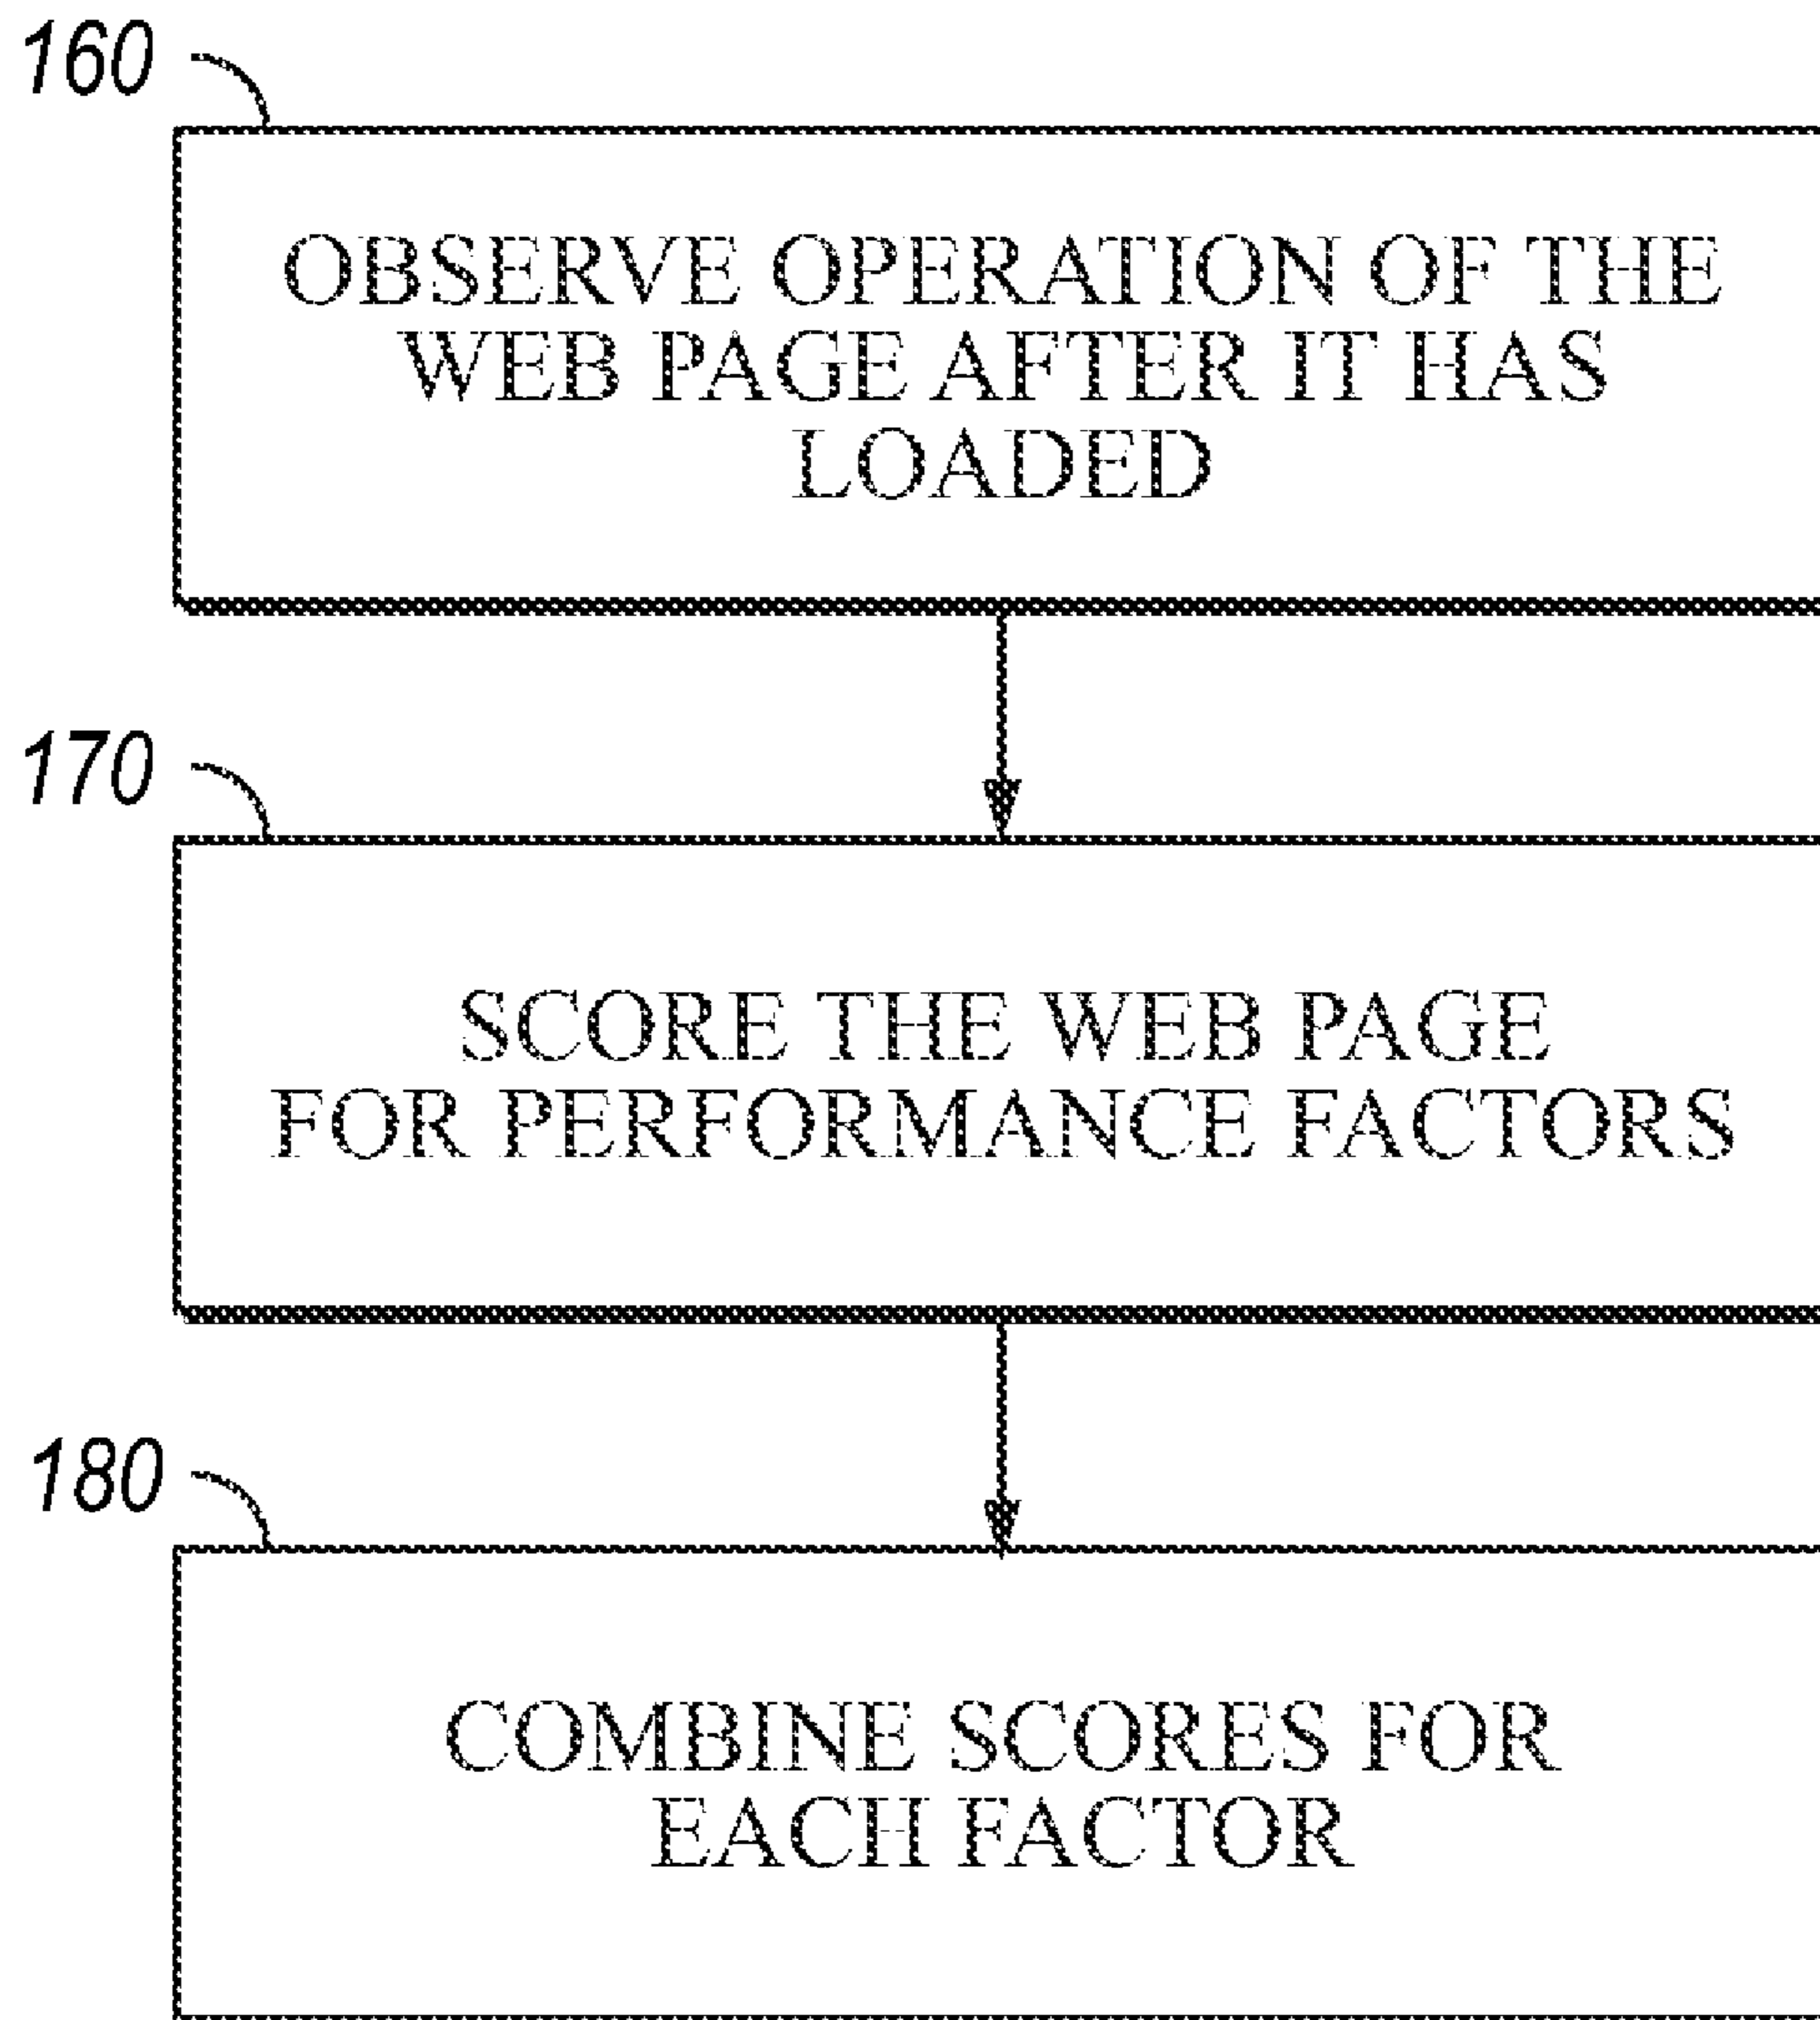 160
OBSERVE OPERATION OF THE
WEB PAGE AFTER IT HAS
LOADED
170
SCORE THE WEB PAGE
FOR PERFORMANCE FACTORS
180
COMBINE SCORES FOR
EACH FACTOR